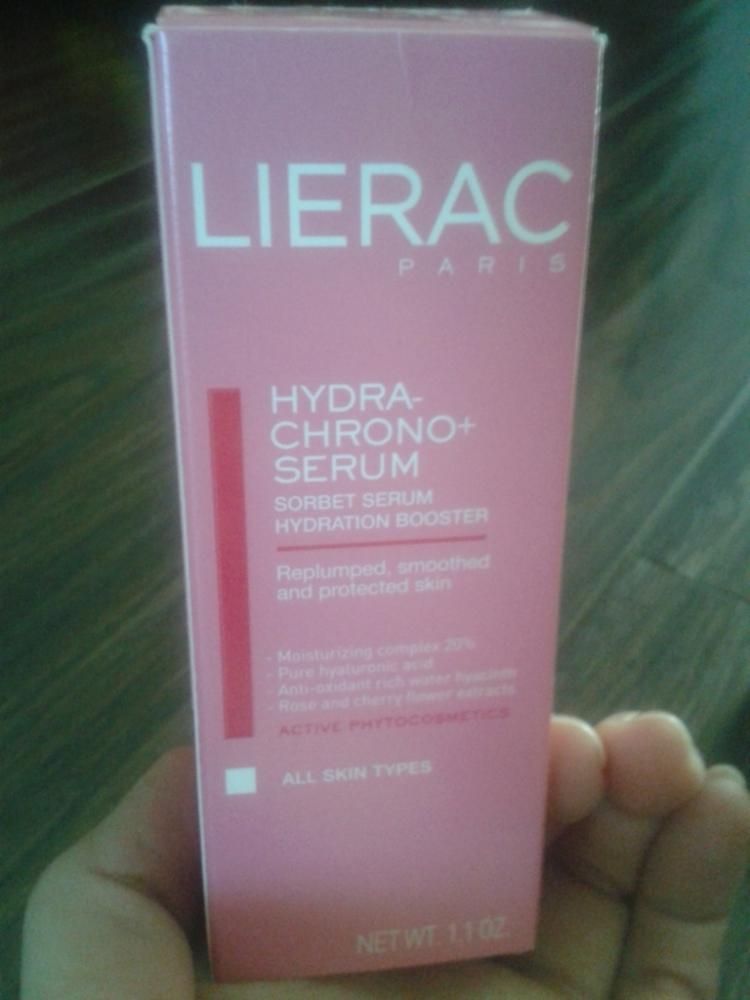 LIERAC
PARIS
HYDRA-
CHRONO+
SERUM
SORBET SERUM
HYDRATION BOOSTER
Replumped, smoothed
and protected skin
- Moisturizing complex 20%
- Pure hyaluronic acid
- Anti-oxidant rich water hyacinth
- Rose and cherry flower extracts
ACTIVE PHYTOCOSMETICS
ALL SKIN TYPES
NET WT. 1.1 OZ.